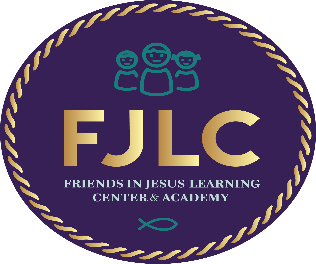 FJLC
FRIENDS IN JESUS LEARNING
CENTER & ACADEMY